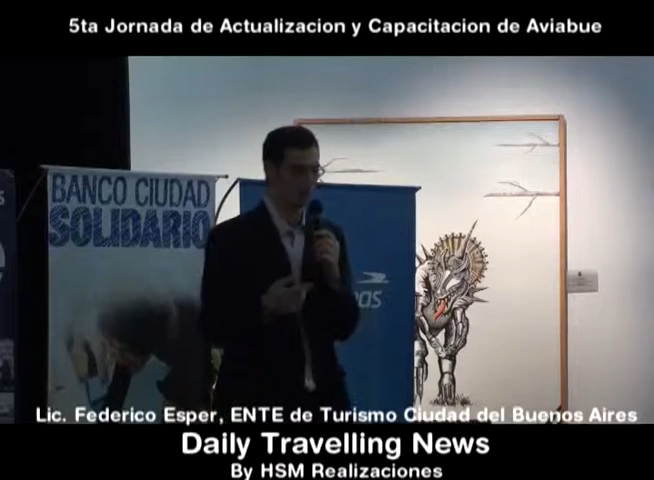 5ta Jornada de Actualizacion y Capacitacion de Aviabue
BANCO CIUDAD
SOLIDARIO
Lic. Federico Esper, ENTE de Turismo Ciudad del Buenos Aires
Daily Travelling News
By HSM Realizaciones